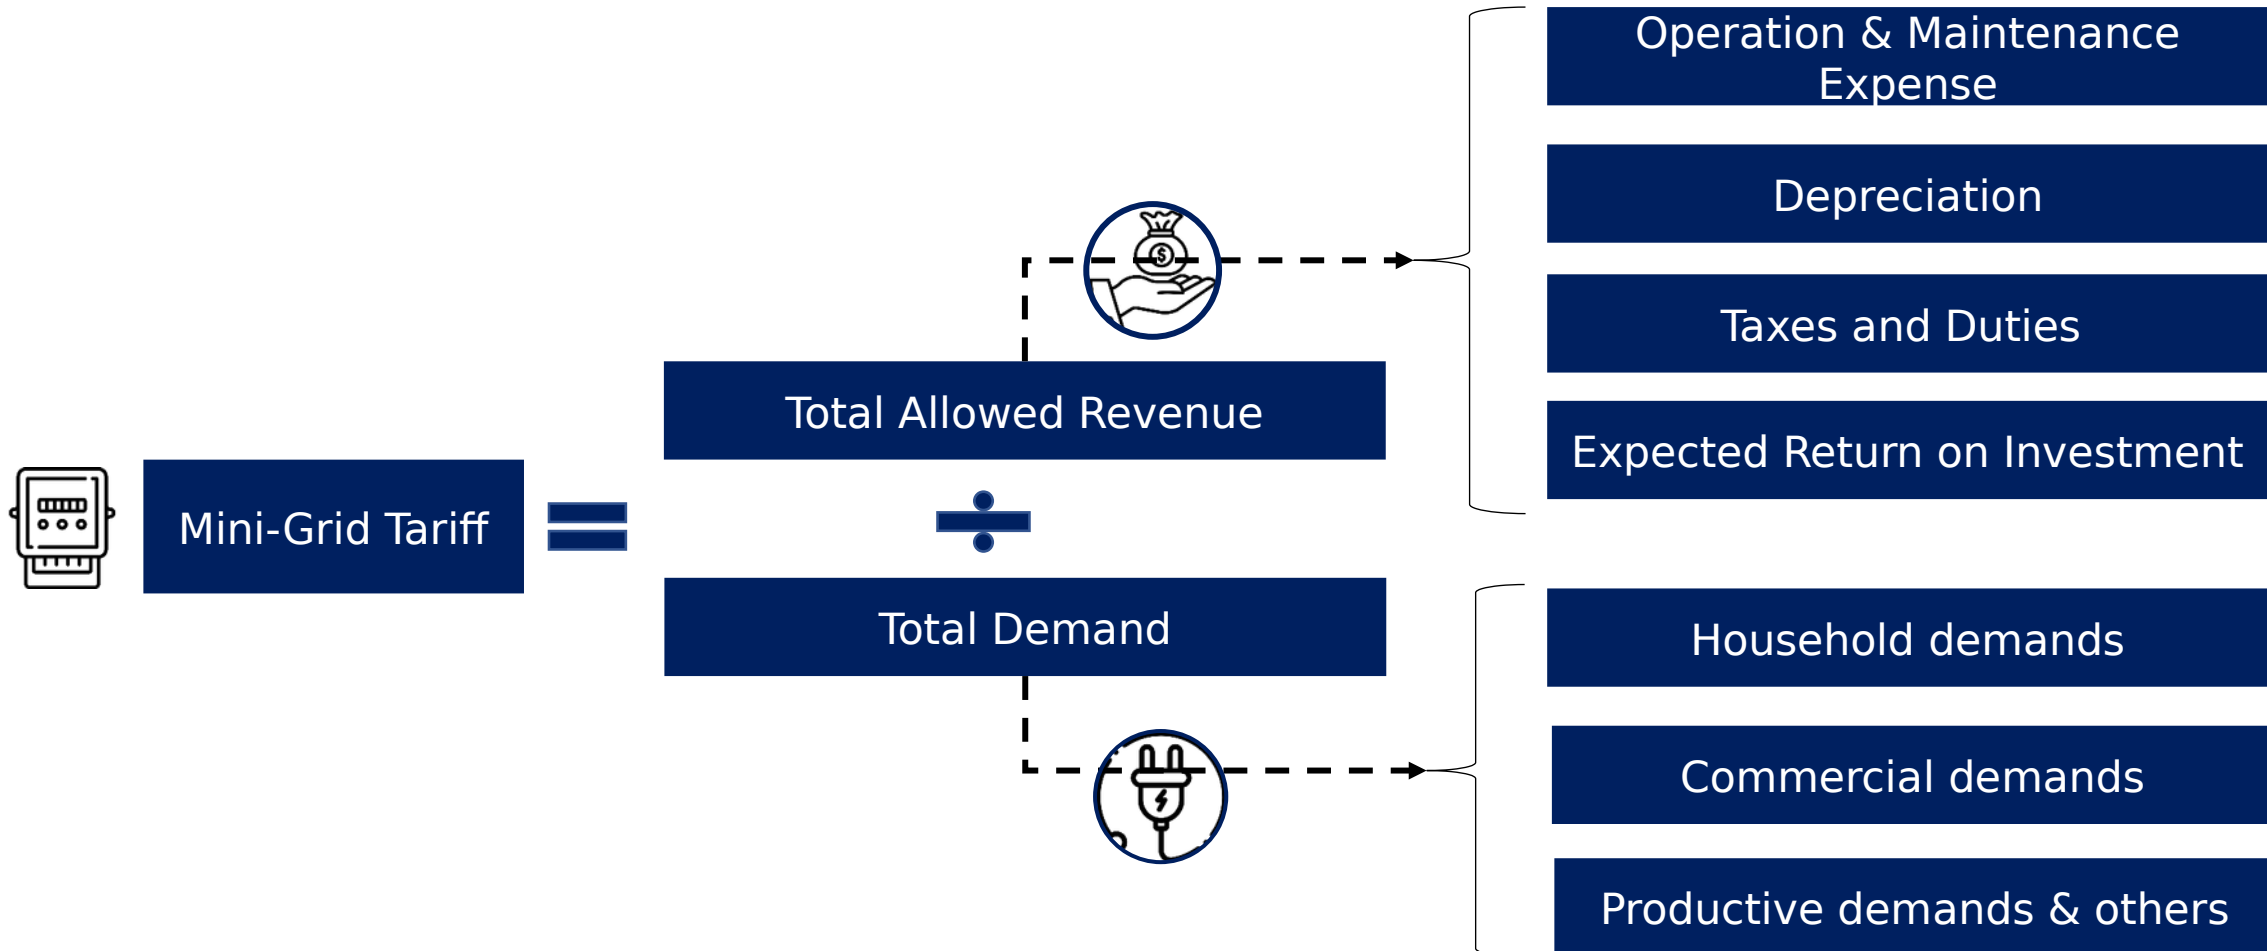 Operation & Maintenance
Expense
Depreciation
Taxes and Duties
Expected Return on Investment
Total Allowed Revenue
Mini-Grid Tariff
Total Demand
Household demands
Commercial demands
Productive demands & others
$